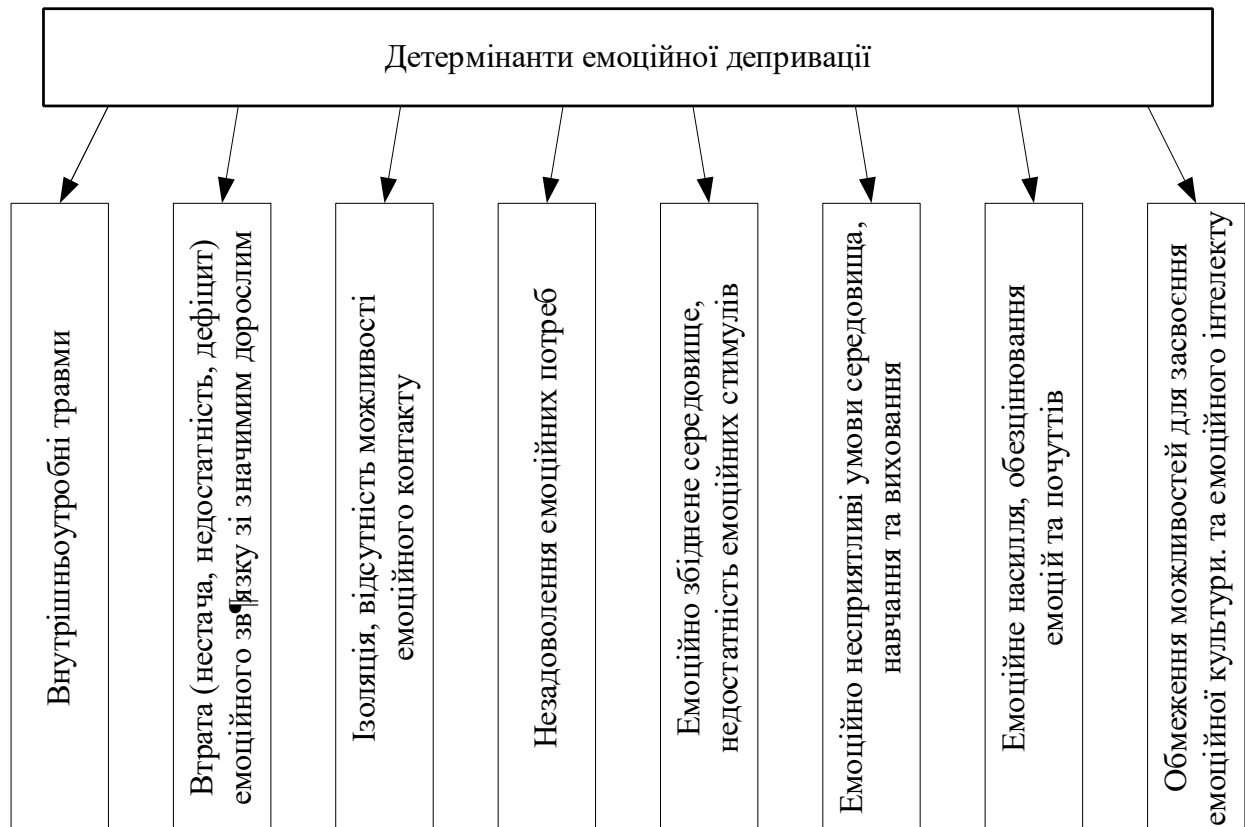 Детермінанти емоційної депривації
Внутрішньоутробні травми
Втрата (нестача, недостатність, дефіцит)
емоційного зв¶язку зі значимим дорослим
Ізоляція, відсутність можливості
емоційного контакту
Незадоволення емоційних потреб
Емоційно збіднене середовище,
недостатність емоційних стимулів
Емоційно несприятливі умови середовища,
навчання та виховання
Емоційне насилля, обезцінювання
емоцій та почуттів
Обмеження можливостей для засвоєння
емоційної культури. та емоційного інтелекту